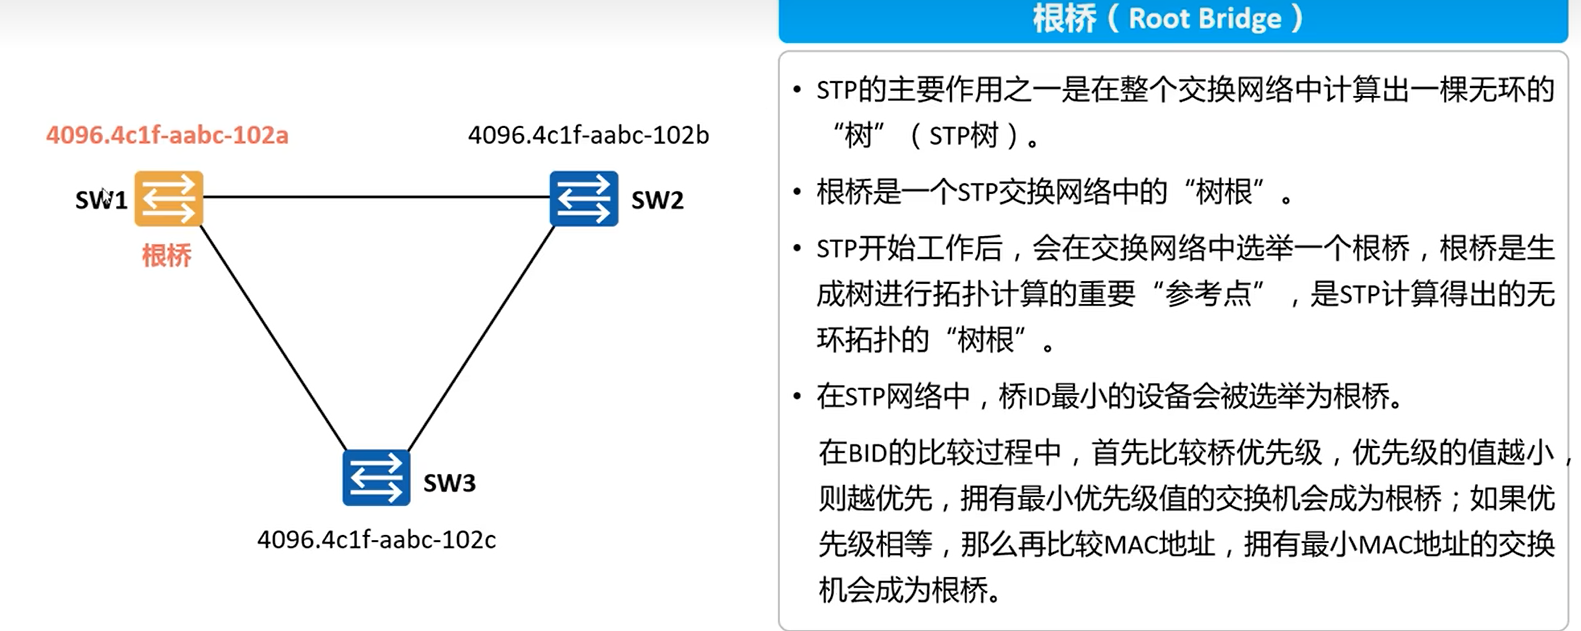 根桥（Root Bridge）
4096.4c1f-aabc-102a
4096.4c1f-aabc-102b
SW1
SW2
根桥
SW3
4096.4c1f-aabc-102c
• STP的主要作用之一是在整个交换网络中计算出一棵无环的
“树”（STP树）。
• 根桥是一个STP交换网络中的“树根”。
• STP开始工作后，会在交换网络中选举一个根桥，根桥是生
成树进行拓扑计算的重要“参考点”，是STP计算得出的无
环拓扑的“树根”。
• 在STP网络中，桥ID最小的设备会被选举为根桥。
在BID的比较过程中，首先比较桥优先级，优先级的值越小，
则越优先，拥有最小优先级值的交换机会成为根桥；如果优
先级相等，那么再比较MAC地址，拥有最小MAC地址的交换
机会成为根桥。